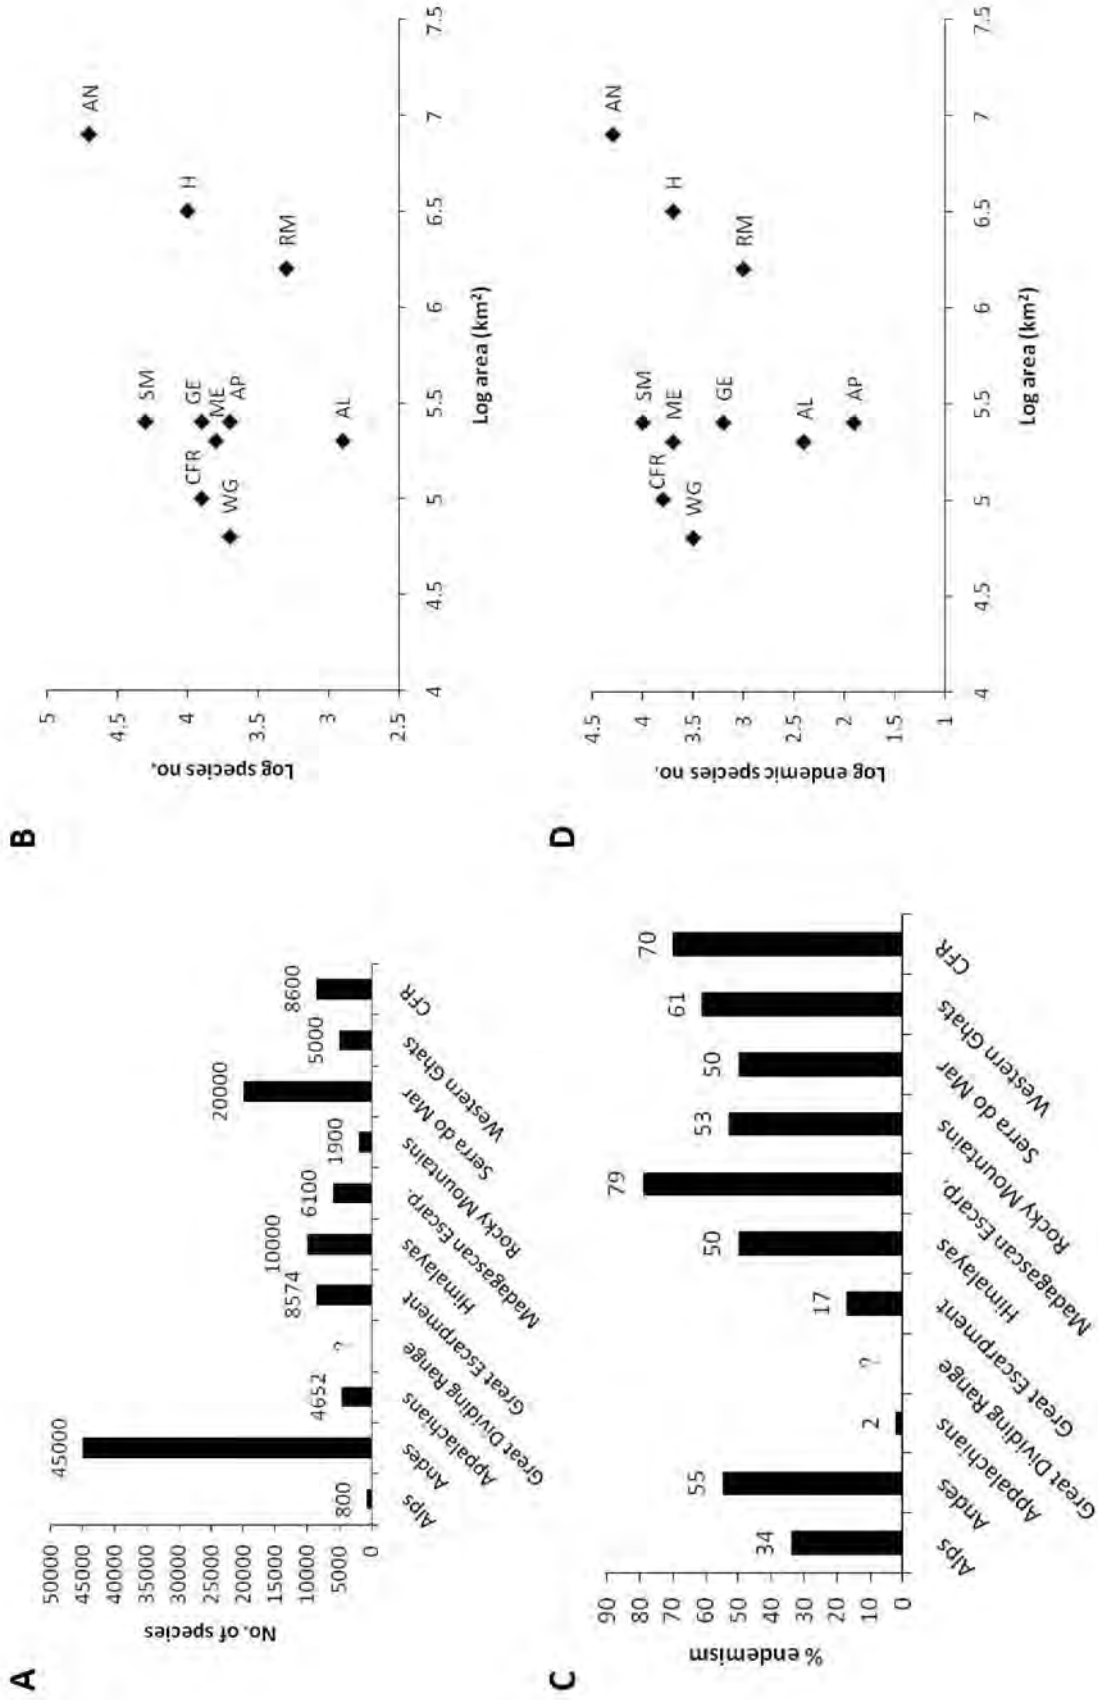 A
No. of species
50000
45000
40000
35000
30000
25000
20000
15000
10000
5000
0
800
45000
4652
?
8574
10000
6100
1900
20000
5000
8600
Alps
Andes
Appalachians
Great Dividing Range
Great Escarpment
Himalayas
Madagascan Escarp.
Rocky Mountains
Serra do Mar
Western Ghats
CFR
B
Log species no.
5
4.5
4
3.5
3
2.5
AN
H
RM
SM
GE
ME
AP
CFR
WG
AL
4
4.5
5
5.5
6
6.5
7
7.5
Log area (km²)
C
% endemism
90
80
70
60
50
40
30
20
10
0
34
55
2
?
17
50
79
53
50
61
70
Alps
Andes
Appalachians
Great Dividing Range
Great Escarpment
Himalayas
Madagascan Escarp.
Rocky Mountains
Serra do Mar
Western Ghats
CFR
D
Log endemic species no.
4.5
4
3.5
3
2.5
2
1.5
1
AN
H
RM
SM
ME
CFR
GE
WG
AL
AP
4
4.5
5
5.5
6
6.5
7
7.5
Log area (km²)